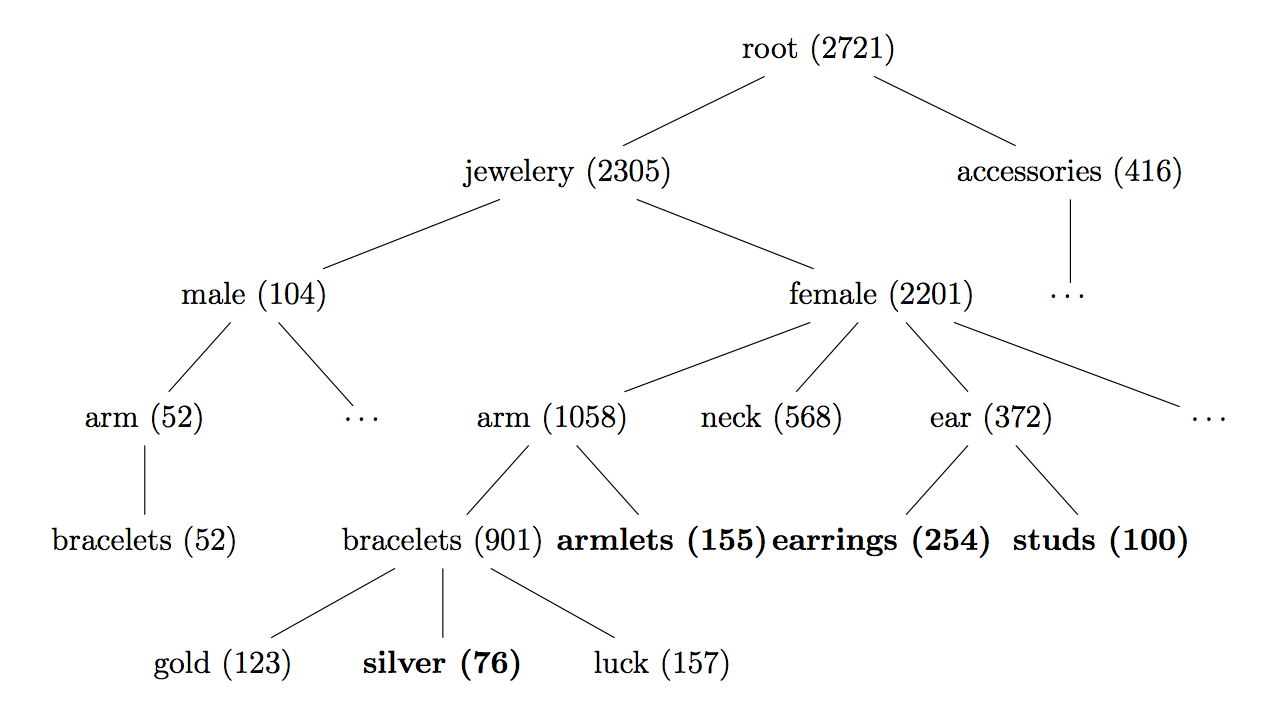 root (2721)
jewelery (2305) accessories (416)
male (104) female (2201) ...
arm (52) ... arm (1058) neck (568) ear (372) ...
bracelets (52) bracelets (901) armlets (155) earrings (254) studs (100)
gold (123) silver (76) luck (157)